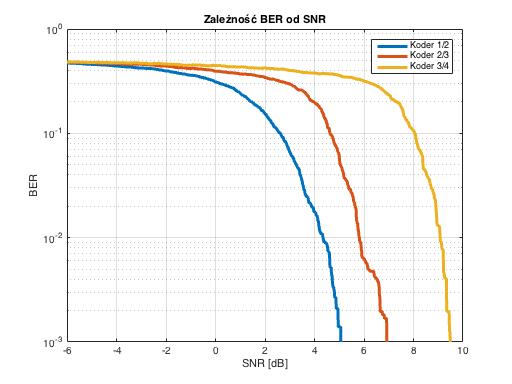 Zależność BER od SNR
Koder 1/2
Koder 2/3
Koder 3/4
10^0
10^-1
10^-2
10^-3
BER
-6 -4 -2 0 2 4 6 8 10
SNR [dB]